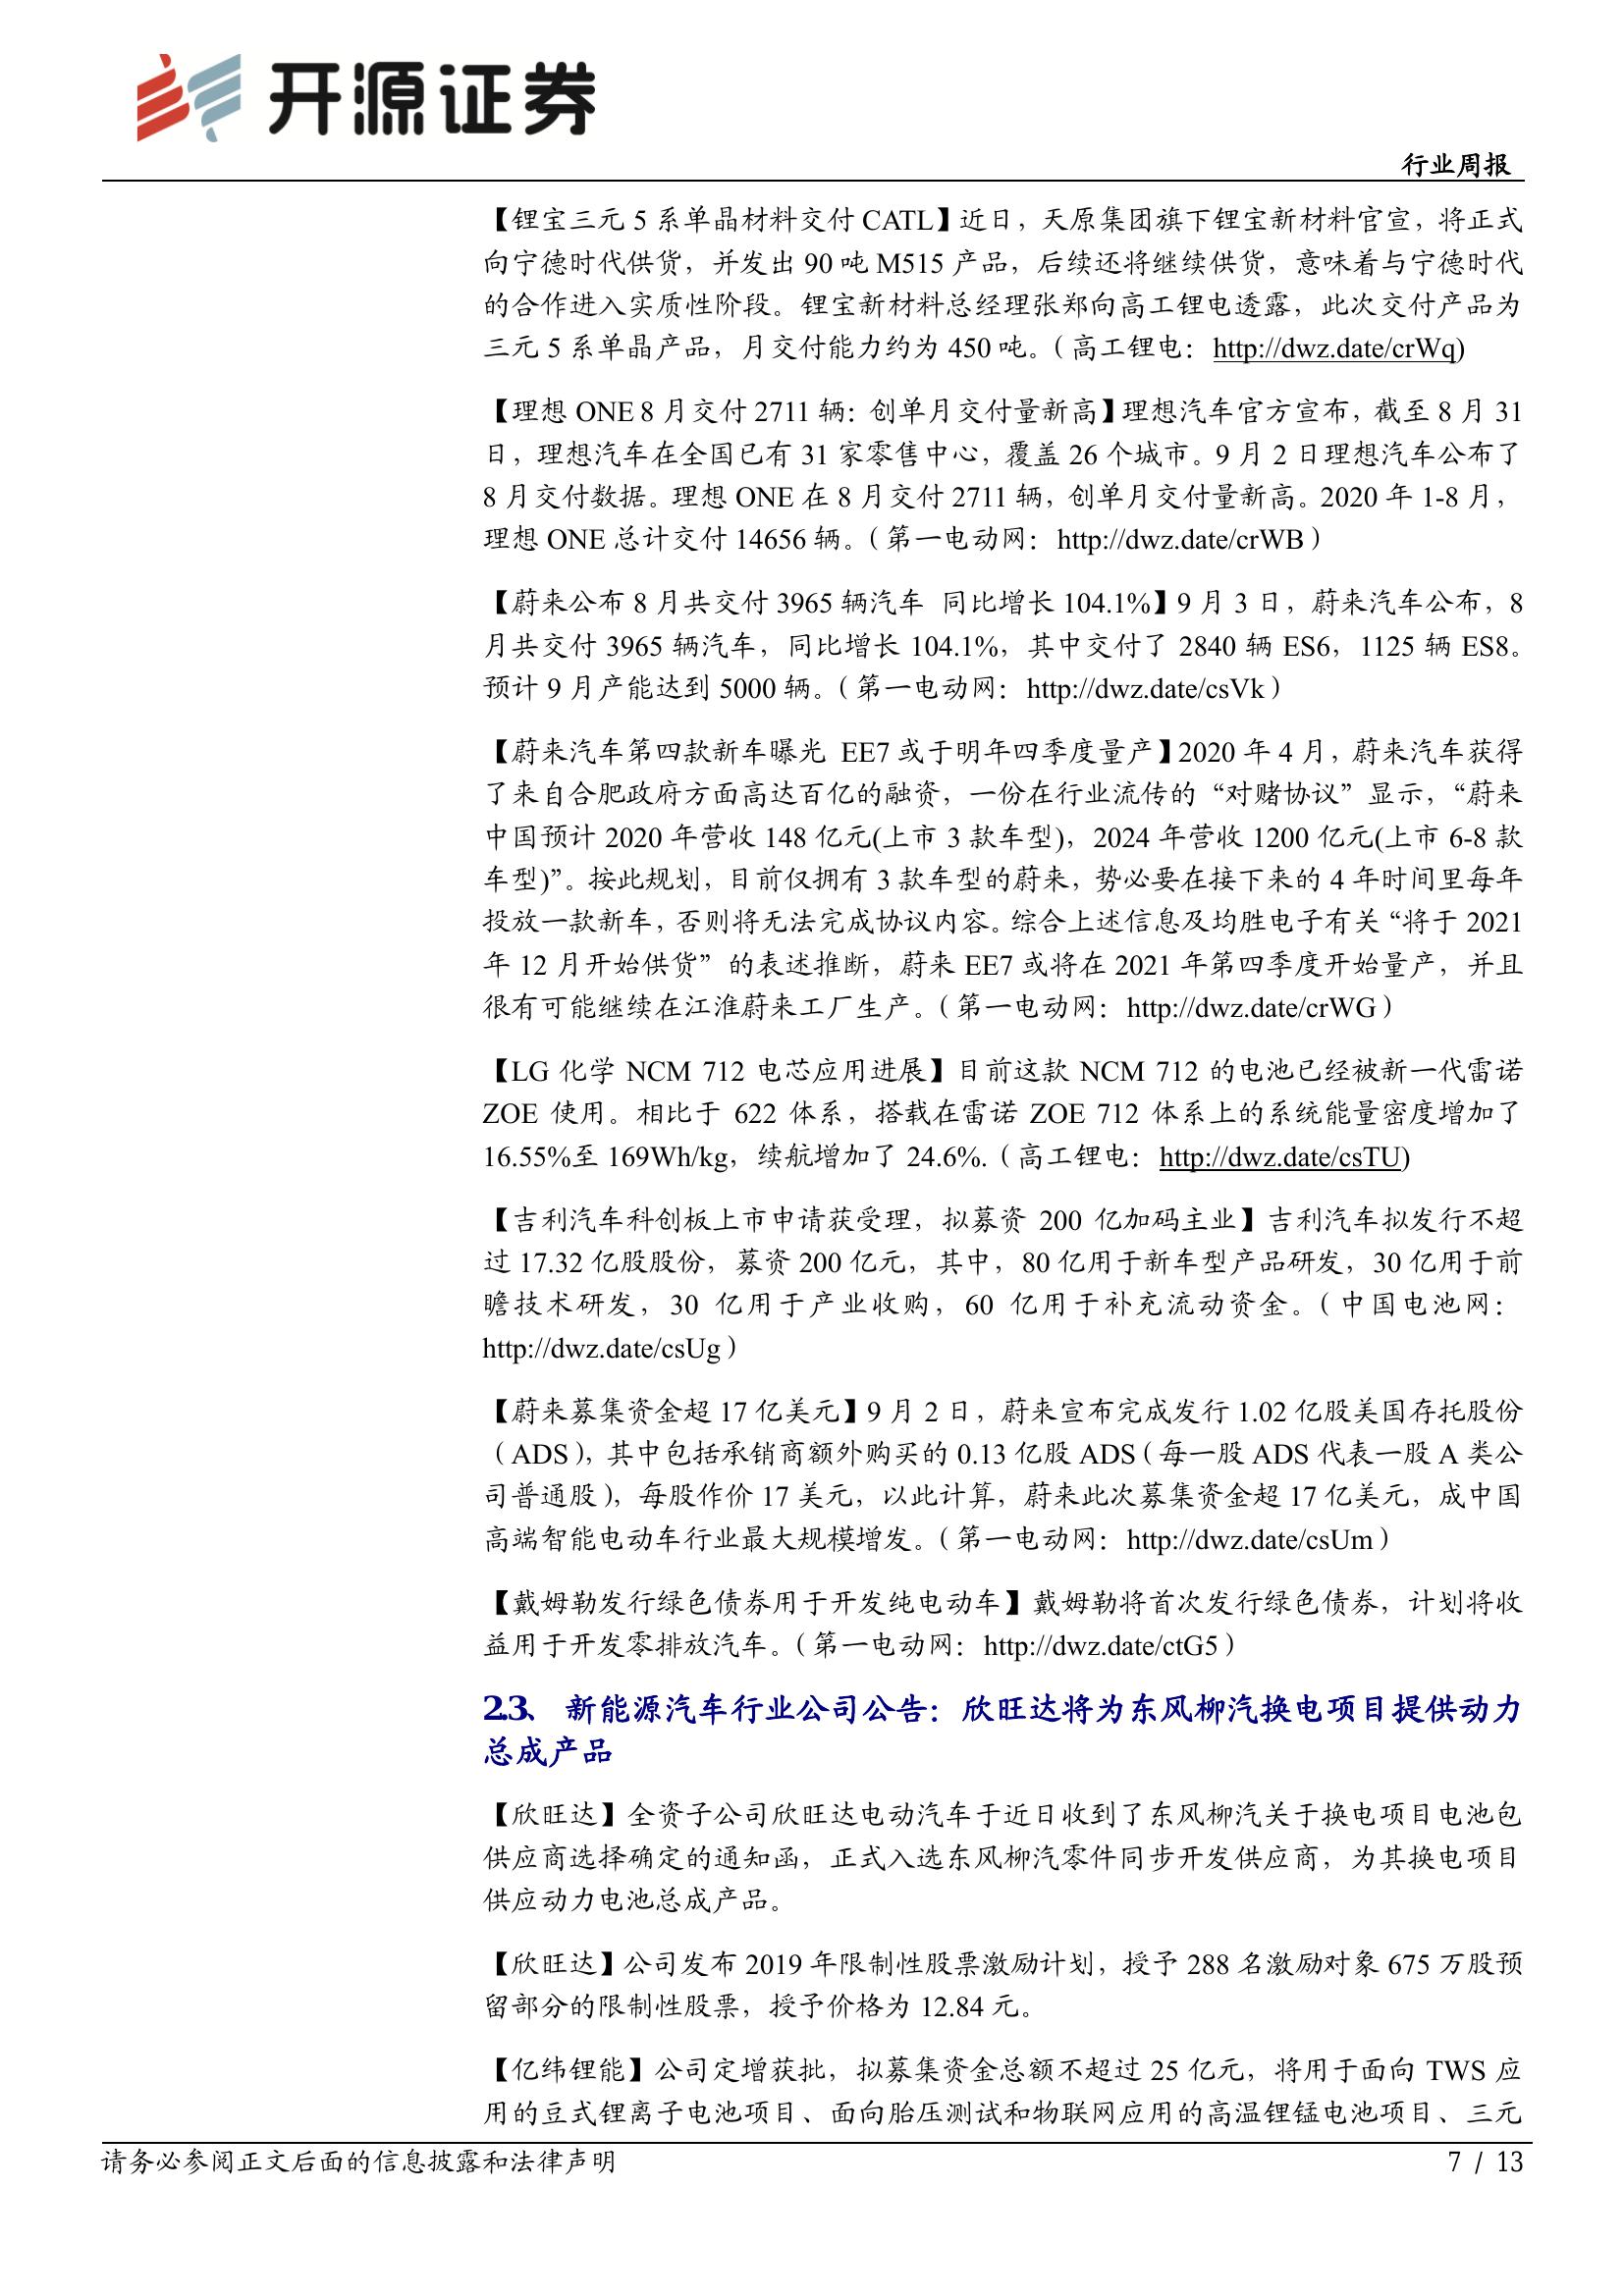 开源证券
行业周报
【锂宝三元 5 系单晶材料交付 CATL】近日，天原集团旗下锂宝新材料官宣，将正式
向宁德时代供货，并发出 90 吨 M515 产品，后续还将继续供货，意味着与宁德时代
的合作进入实质性阶段。锂宝新材料总经理张郑向高工锂电透露，此次交付产品为
三元 5 系单晶产品，月交付能力约为 450 吨。（高工锂电：http://dwz.date/crWq)
【理想 ONE 8 月交付 2711 辆：创单月交付量新高】理想汽车官方宣布，截至 8 月 31
日，理想汽车在全国已有 31 家零售中心，覆盖 26 个城市。9 月 2 日理想汽车公布了
8 月交付数据。理想 ONE 在 8 月交付 2711 辆，创单月交付量新高。2020 年 1-8 月，
理想 ONE 总计交付 14656 辆。（第一电动网：http://dwz.date/crWB）
【蔚来公布 8 月共交付 3965 辆汽车 同比增长 104.1%】9 月 3 日，蔚来汽车公布，8
月共交付 3965 辆汽车，同比增长 104.1%，其中交付了 2840 辆 ES6，1125 辆 ES8。
预计 9 月产能达到 5000 辆。（第一电动网：http://dwz.date/csVk）
【蔚来汽车第四款新车曝光 EE7 或于明年四季度量产】2020 年 4 月，蔚来汽车获得
了来自合肥政府方面高达百亿的融资，一份在行业流传的“对赌协议”显示，“蔚来
中国预计 2020 年营收 148 亿元(上市 3 款车型)，2024 年营收 1200 亿元(上市 6-8 款
车型)”。按此规划，目前仅拥有 3 款车型的蔚来，势必要在接下来的 4 年时间里每年
投放一款新车，否则将无法完成协议内容。综合上述信息及均胜电子有关“将于 2021
年 12 月开始供货”的表述推断，蔚来 EE7 或将在 2021 年第四季度开始量产，并且
很有可能继续在江淮蔚来工厂生产。（第一电动网：http://dwz.date/crWG）
【LG 化学 NCM 712 电芯应用进展】目前这款 NCM 712 的电池已经被新一代雷诺
ZOE 使用。相比于 622 体系，搭载在雷诺 ZOE 712 体系上的系统能量密度增加了
16.55%至 169Wh/kg，续航增加了 24.6%.（高工锂电：http://dwz.date/csTU)
【吉利汽车科创板上市申请获受理，拟募资 200 亿加码主业】吉利汽车拟发行不超
过 17.32 亿股股份，募资 200 亿元，其中，80 亿用于新车型产品研发，30 亿用于前
瞻技术研发，30 亿用于产业收购，60 亿用于补充流动资金。（中国电池网：
http://dwz.date/csUg）
【蔚来募集资金超 17 亿美元】9 月 2 日，蔚来宣布完成发行 1.02 亿股美国存托股份
（ADS），其中包括承销商额外购买的 0.13 亿股 ADS（每一股 ADS 代表一股 A 类公
司普通股），每股作价 17 美元，以此计算，蔚来此次募集资金超 17 亿美元，成中国
高端智能电动车行业最大规模增发。（第一电动网：http://dwz.date/csUm）
【戴姆勒发行绿色债券用于开发纯电动车】戴姆勒将首次发行绿色债券，计划将收
益用于开发零排放汽车。（第一电动网：http://dwz.date/ctG5）
2.3、 新能源汽车行业公司公告：欣旺达将为东风柳汽换电项目提供动力
总成产品
【欣旺达】全资子公司欣旺达电动汽车于近日收到了东风柳汽关于换电项目电池包
供应商选择确定的通知函，正式入选东风柳汽零件同步开发供应商，为其换电项目
供应动力电池总成产品。
【欣旺达】公司发布 2019 年限制性股票激励计划，授予 288 名激励对象 675 万股预
留部分的限制性股票，授予价格为 12.84 元。
【亿纬锂能】公司定增获批，拟募集资金总额不超过 25 亿元，将用于面向 TWS 应
用的豆式锂离子电池项目、面向胎压测试和物联网应用的高温锂锰电池项目、三元
请务必参阅正文后面的信息披露和法律声明
7 / 13